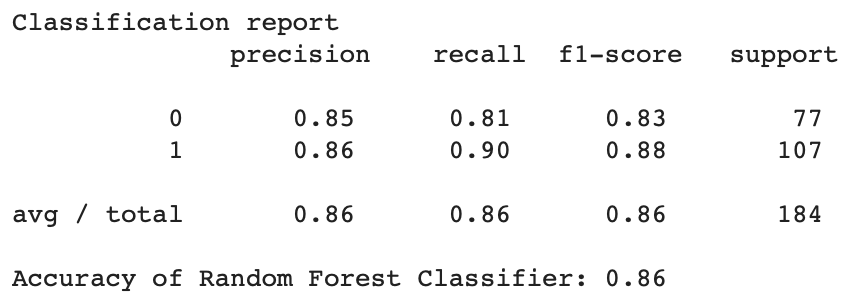 Classification report
precision recall f1-score support
0 0.85 0.81 0.83 77
1 0.86 0.90 0.88 107
avg / total 0.86 0.86 0.86 184
Accuracy of Random Forest Classifier: 0.86